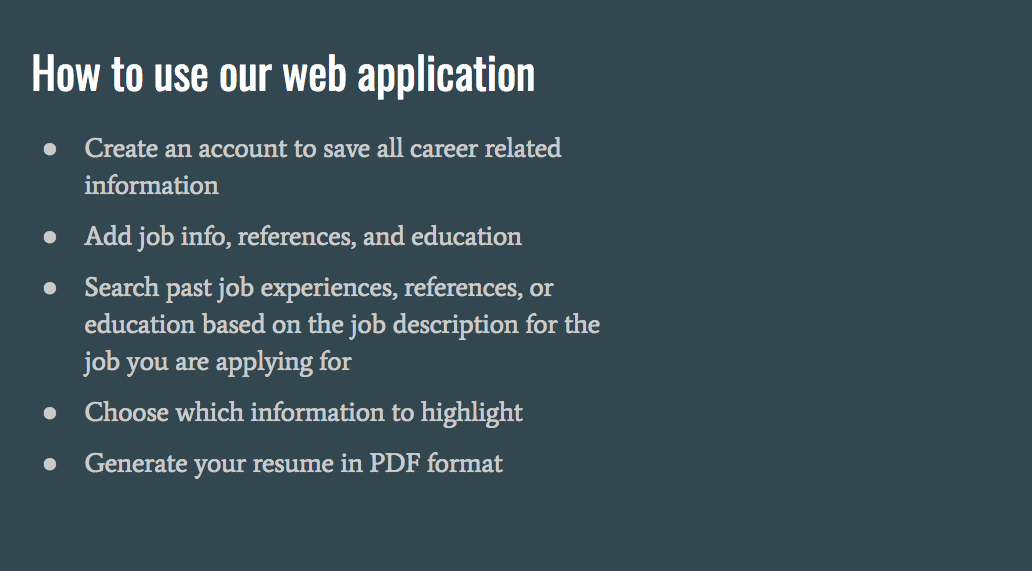 How to use our web application
● Create an account to save all career related
information
● Add job info, references, and education
● Search past job experiences, references, or
education based on the job description for the
job you are applying for
● Choose which information to highlight
● Generate your resume in PDF format